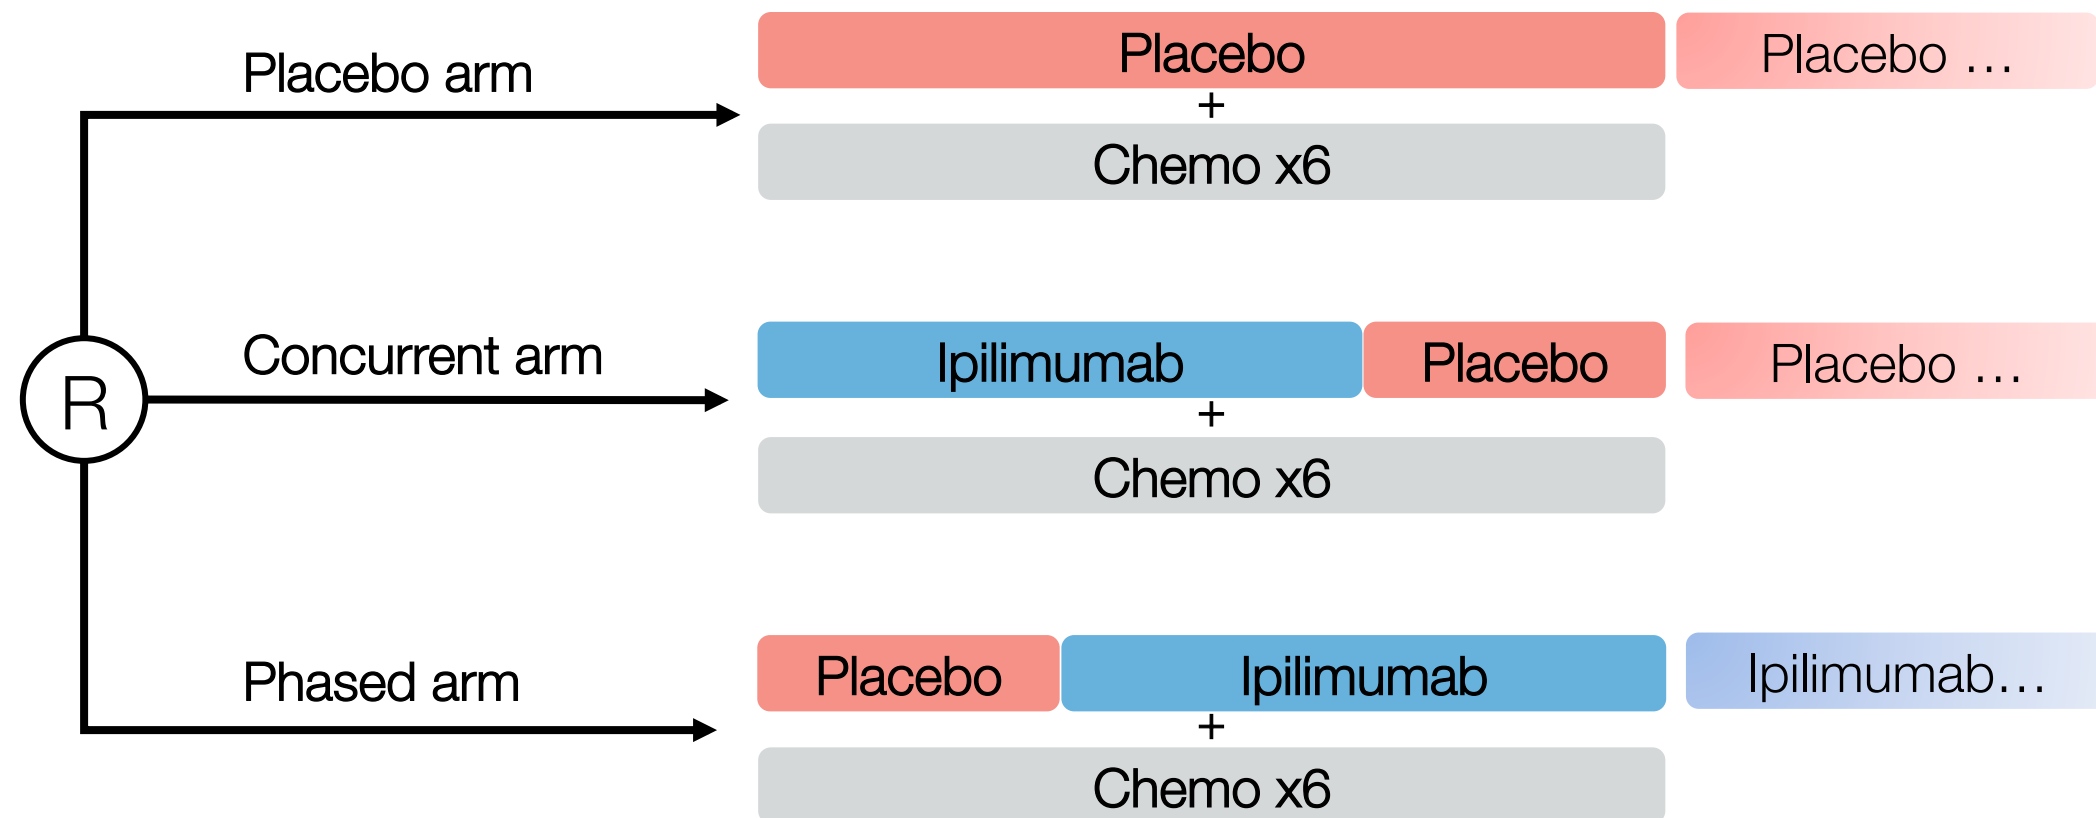 Placebo arm
Placebo
Placebo …
+
Chemo x6
R
Concurrent arm
Ipilimumab
Placebo
Placebo …
+
Chemo x6
Phased arm
Placebo
Ipilimumab
Ipilimumab…
+
Chemo x6